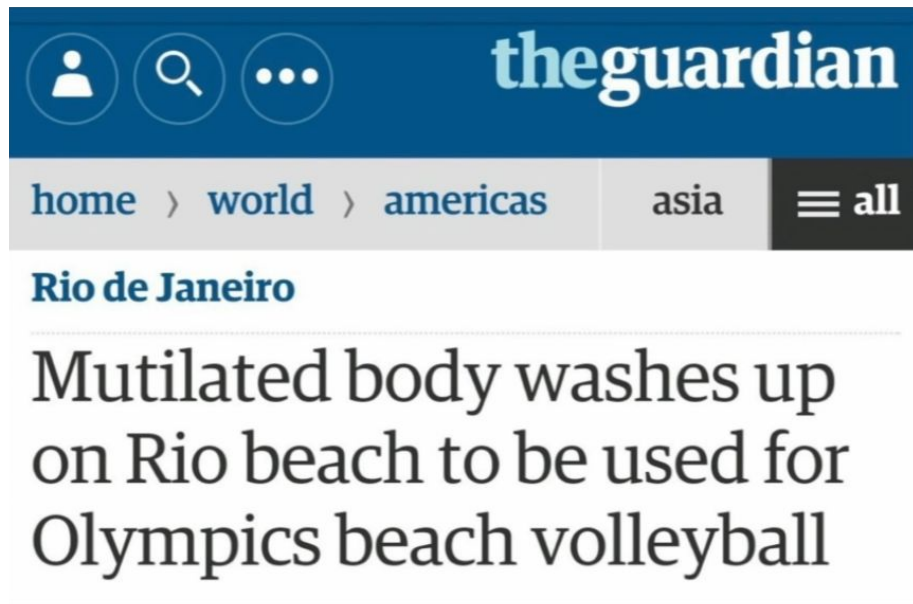 theguardian
home › world › americas asia all
Rio de Janeiro
Mutilated body washes up
on Rio beach to be used for
Olympics beach volleyball